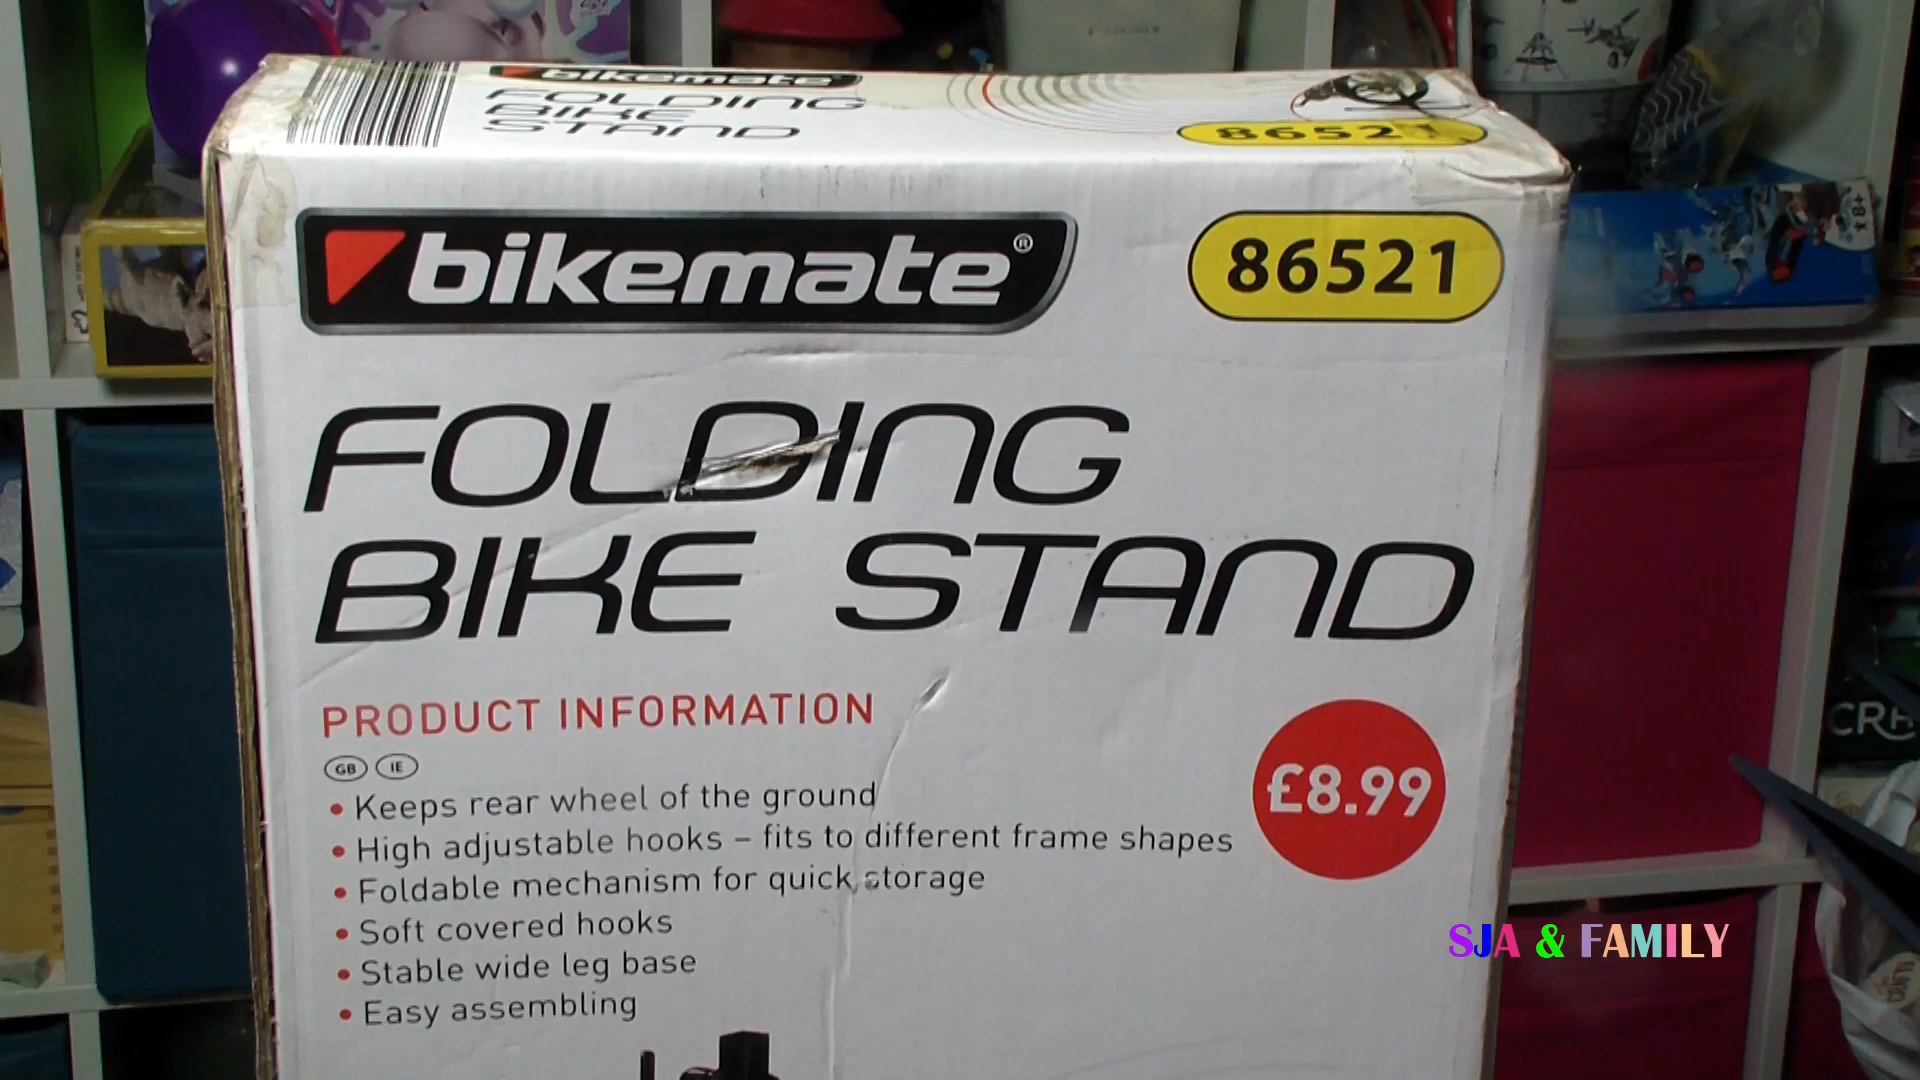 bikemate
FOLDING
BIKE
STAND
86521
bikemate®
86521
FOLDING
BIKE STAND
PRODUCT INFORMATION
GB IE
• Keeps rear wheel of the ground
• High adjustable hooks – fits to different frame shapes
• Foldable mechanism for quick storage
• Soft covered hooks
• Stable wide leg base
• Easy assembling
£8.99
SJA & FAMILY
8+